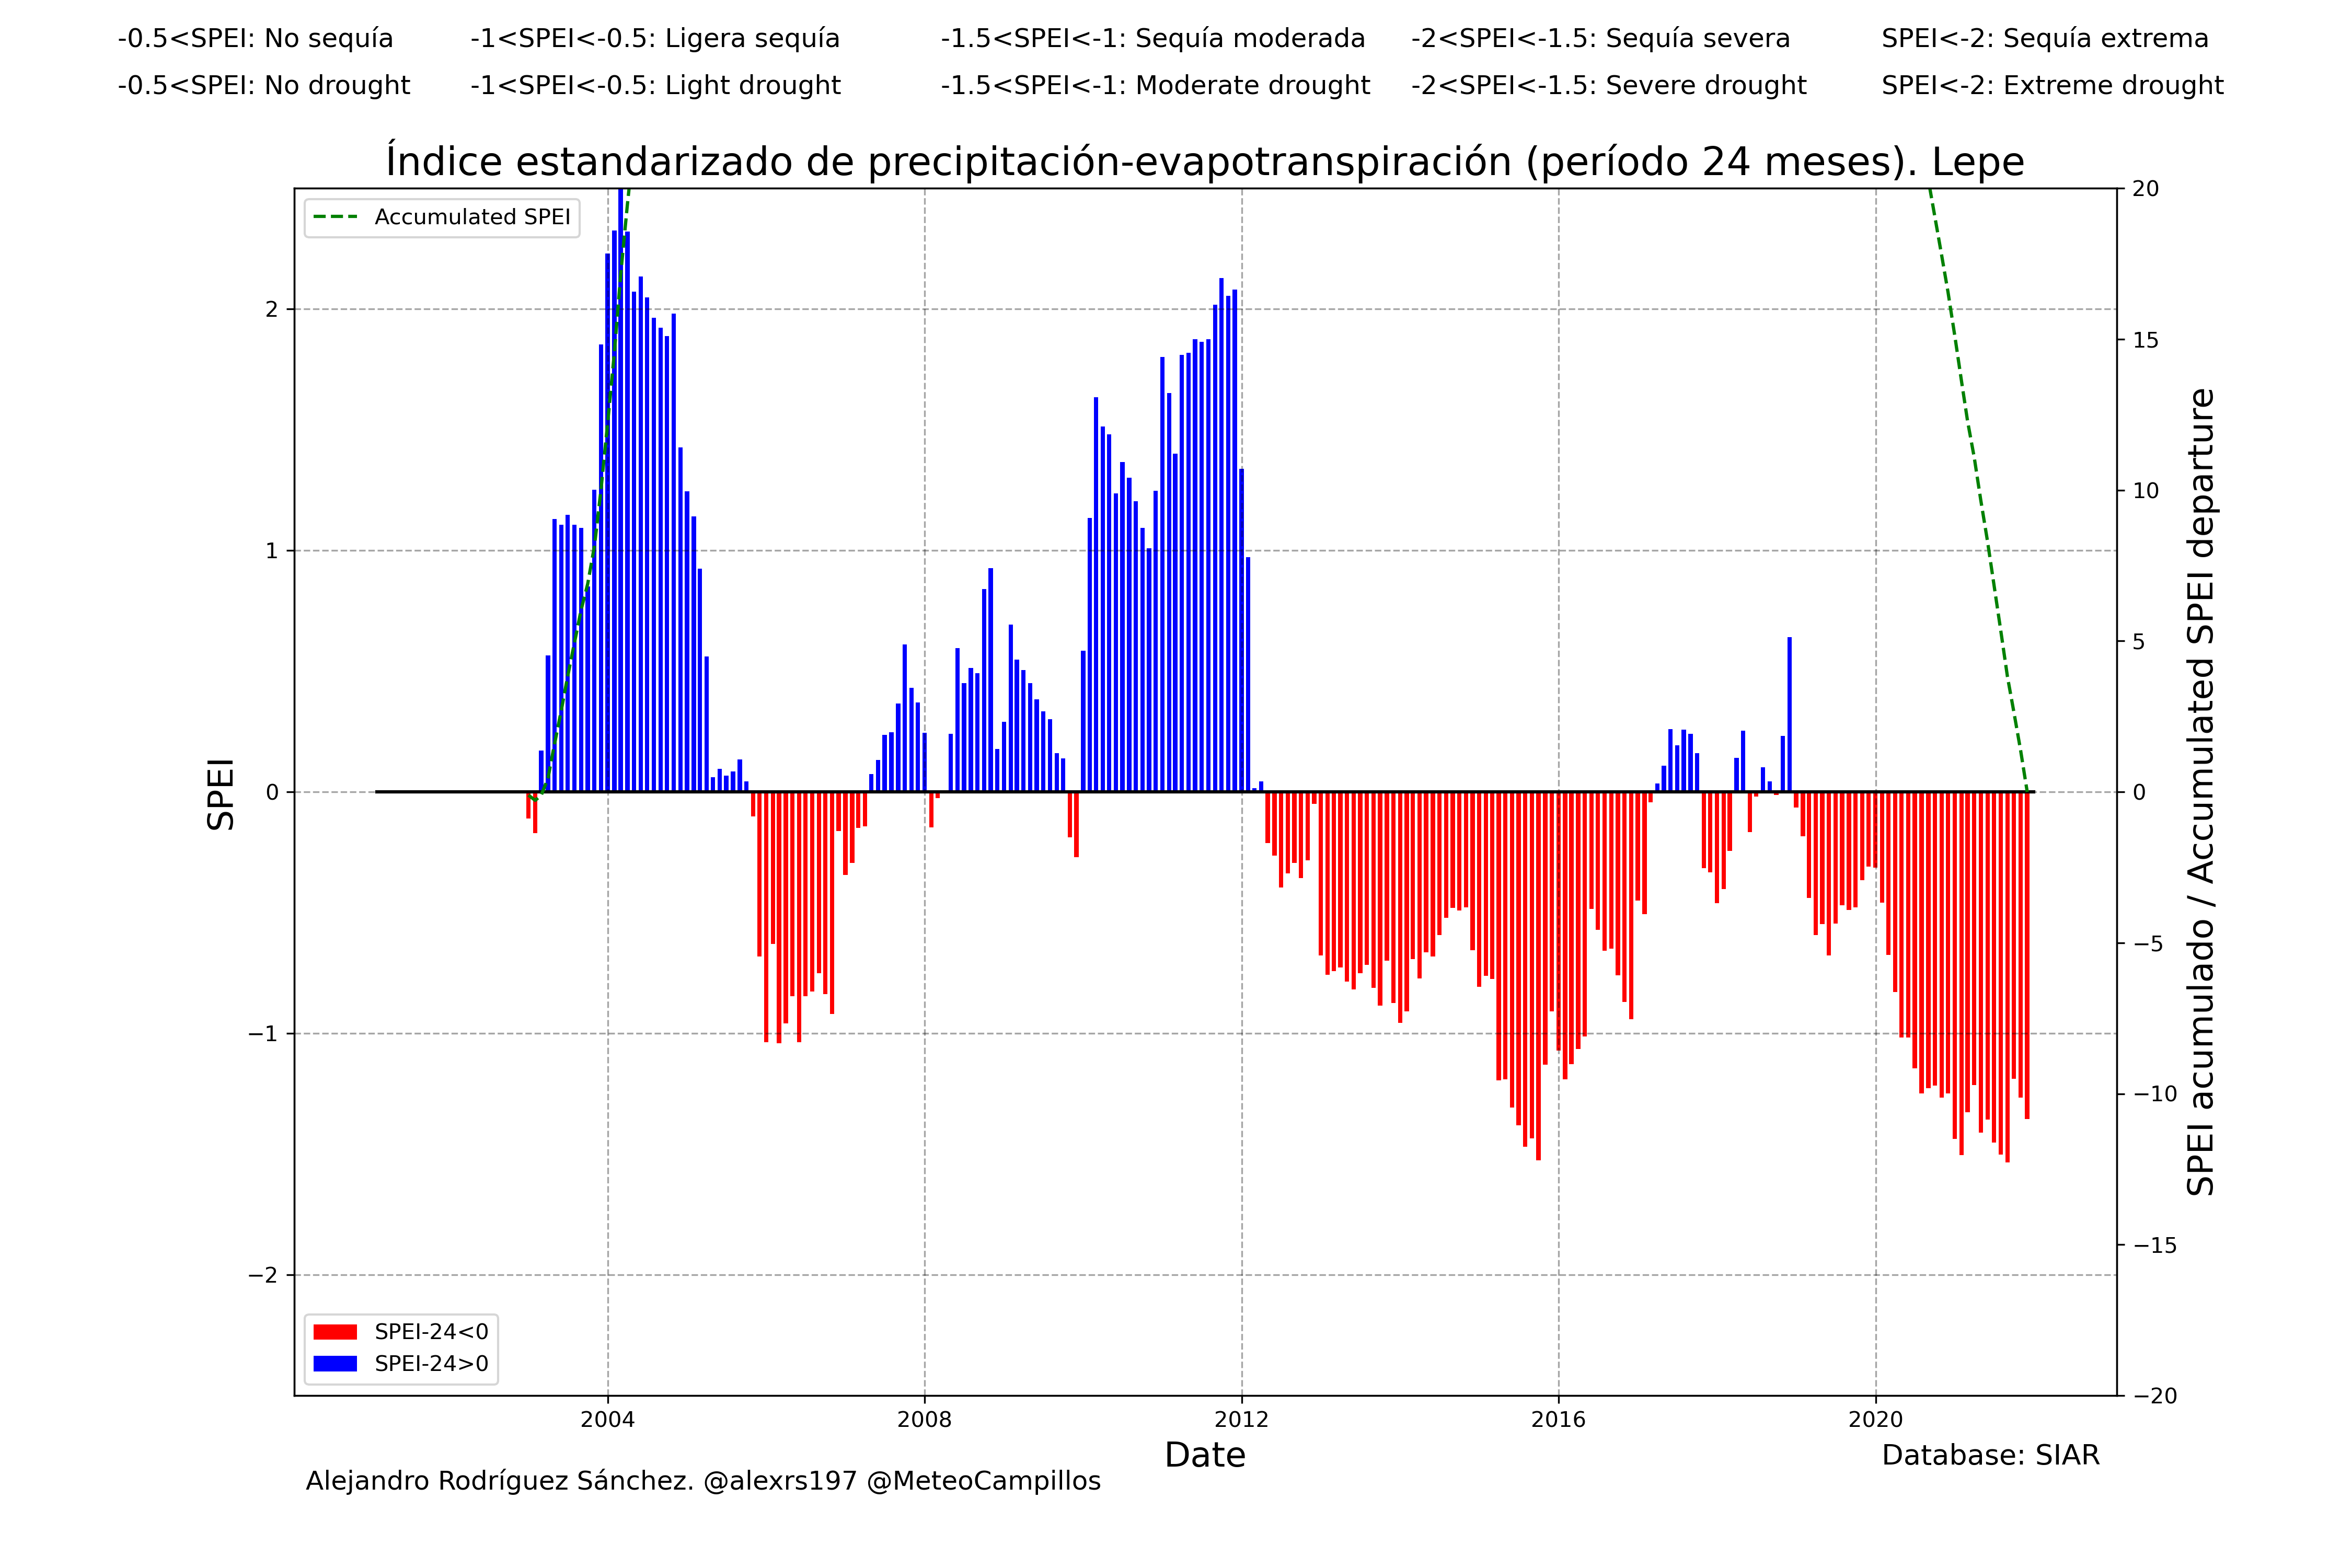 -0.5<SPEI: No sequía -1<SPEI<-0.5: Ligera sequía -1.5<SPEI<-1: Sequía moderada -2<SPEI<-1.5: Sequía severa SPEI<-2: Sequía extrema
-0.5<SPEI: No drought -1<SPEI<-0.5: Light drought -1.5<SPEI<-1: Moderate drought -2<SPEI<-1.5: Severe drought SPEI<-2: Extreme drought
Índice estandarizado de precipitación-evapotranspiración (período 24 meses). Lepe
Accumulated SPEI
SPEI
2
1
0
−1
−2
20
15
10
5
0
−5
−10
−15
−20
SPEI acumulado / Accumulated SPEI departure
SPEI-24<0
SPEI-24>0
2004 2008 2012 2016 2020
Date
Database: SIAR
Alejandro Rodríguez Sánchez. @alexrs197 @MeteoCampillos